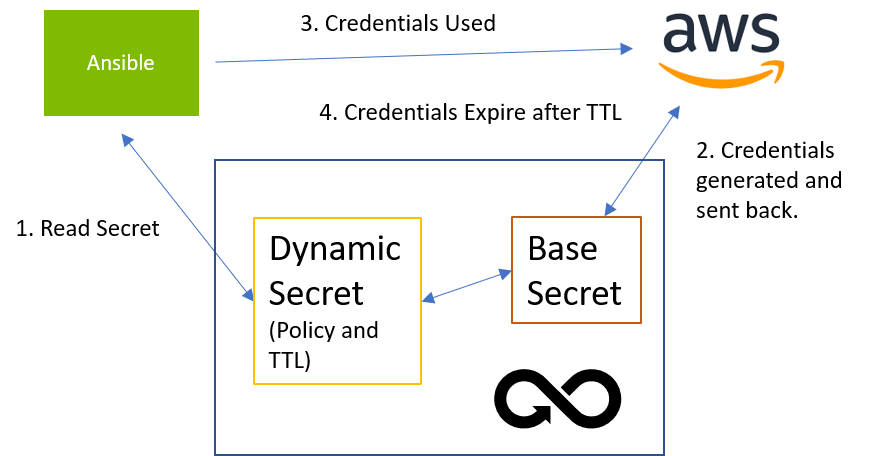 3. Credentials Used
Ansible
aws
4. Credentials Expire after TTL
2. Credentials
generated and
sent back.
1. Read Secret
Dynamic
Secret
(Policy and
TTL)
Base
Secret